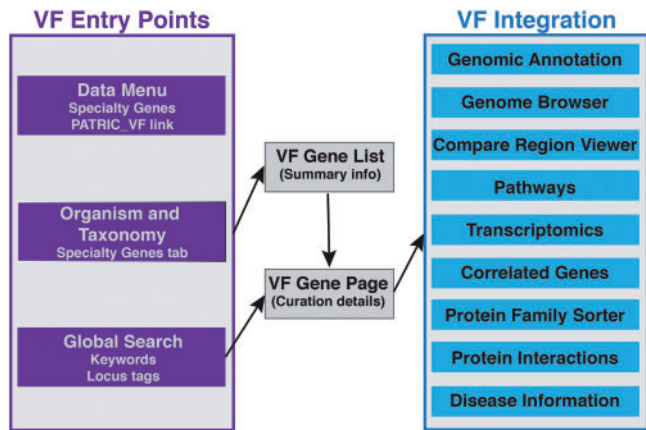 VF Entry Points
Data Menu
Specialty Genes
PATRIC_VF link
Organism and
Taxonomy
Specialty Genes tab
Global Search
Keywords
Locus tags
VF Gene List
(Summary info)
VF Gene Page
(Curation details)
VF Integration
Genomic Annotation
Genome Browser
Compare Region Viewer
Pathways
Transcriptomics
Correlated Genes
Protein Family Sorter
Protein Interactions
Disease Information